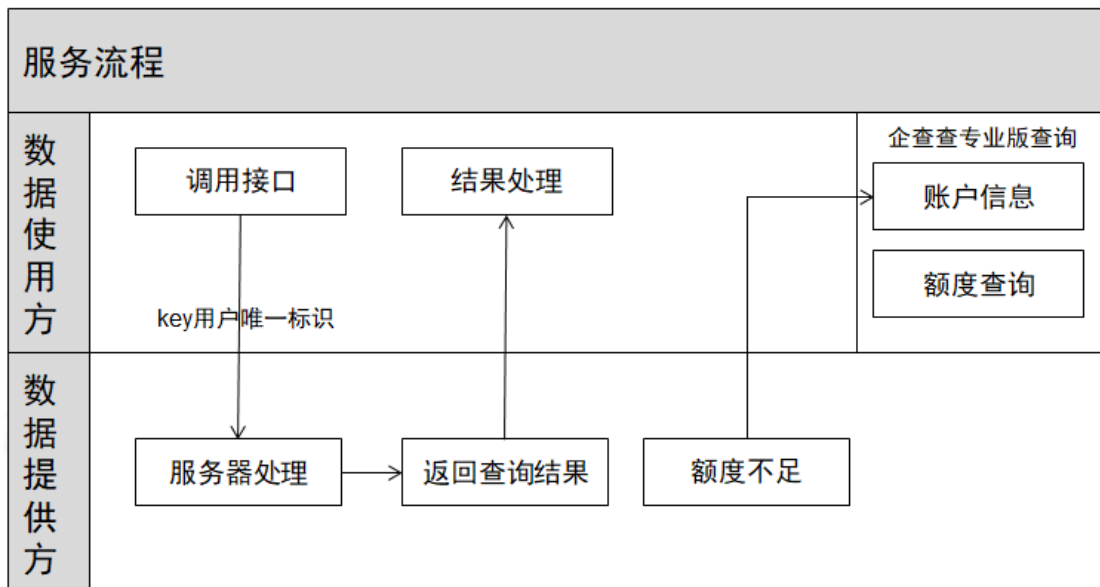 服务流程
数据使用方
调用接口
结果处理
企查查专业版查询
账户信息
额度查询
key用户唯一标识
数据提供方
服务器处理
返回查询结果
额度不足